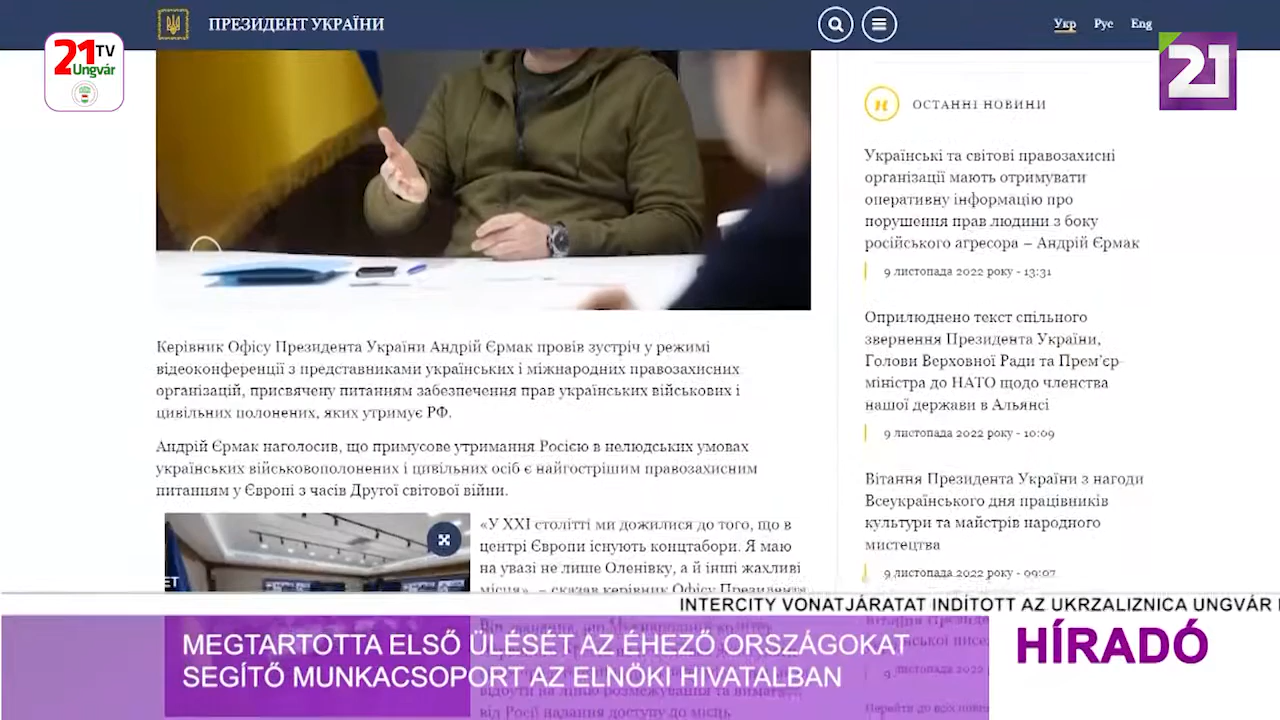 ПРЕЗИДЕНТ УКРАЇНИ
Укр Рус Eng
21 TV
Ungvár
21
ОСТАННІ НОВИНИ
Українські та світові правозахисні
організації мають отримувати
оперативну інформацію про
порушення прав людини з боку
російського агресора – Андрій Єрмак
9 листопада 2022 року - 13:31
Оприлюднено текст спільного
звернення Президента України,
Голови Верховної Ради та Прем’єр-
міністра до НАТО щодо членства
нашої держави в Альянсі
9 листопада 2022 року - 10:09
Вітання Президента України з нагоди
Всеукраїнського дня працівників
культури та майстрів народного
мистецтва
9 листопада 2022 року - 09:07
Керівник Офісу Президента України Андрій Єрмак провів зустріч у режимі
відеоконференції з представниками українських і міжнародних правозахисних
організацій, присвячену питанням забезпечення прав українських військових і
цивільних полонених, яких утримує РФ.
Андрій Єрмак наголосив, що примусове утримання Росією в нелюдських умовах
українських військовополонених і цивільних осіб є найгострішим правозахисним
питанням у Європі з часів Другої світової війни.
«У ХХІ столітті ми дожилися до того, що в
центрі Європи існують концтабори. Я маю
на увазі не лише Оленівку, а й інші жахливі
місця», – сказав керівник Офісу Президента
INTERCITY VONATJÁRATAT INDÍTOTT AZ UKRZALIZNICA UNGVÁR
MEGTARTOTTA ELSŐ ÜLÉSÉT AZ ÉHEZŐ ORSZÁGOKAT
SEGÍTŐ MUNKACSOPORT AZ ELNÖKI HIVATALBAN
HÍRADÓ
від Росії надання доступу до місць